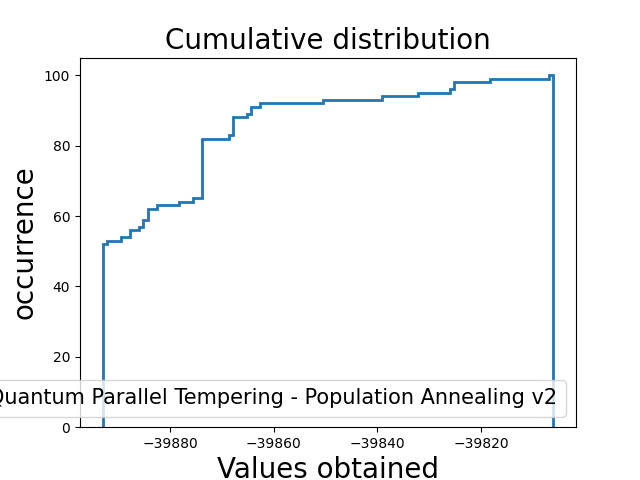 Cumulative distribution
100
80
60
40
20
0
occurrence
Parallel Tempering - Population Annealing v2
−39880 −39860 −39840 −39820
Values obtained